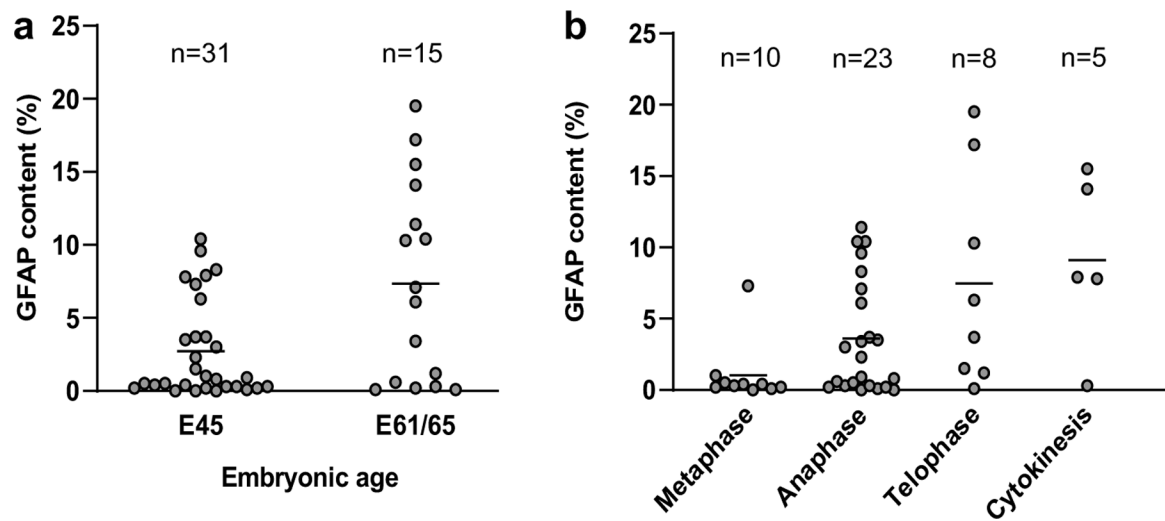 a
n=31 n=15
GFAP content (%)
25
20
15
10
5
0
E45 E61/65
Embryonic age
b
n=10 n=23 n=8 n=5
GFAP content (%)
25
20
15
10
5
0
Metaphase
Anaphase
Telophase
Cytokinesis